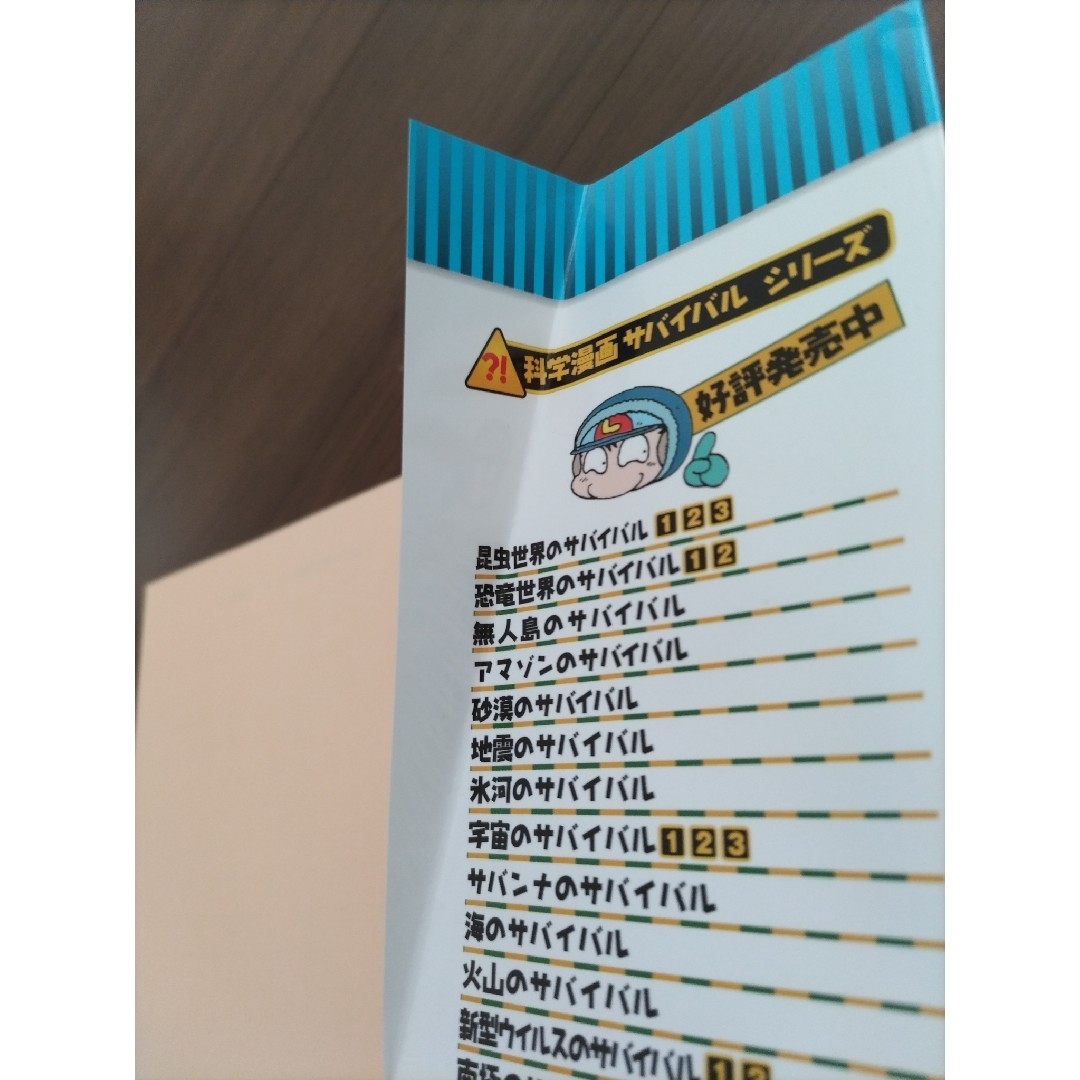 ?! 科学漫画 サバイバル シリーズ
好評発売中
昆虫世界のサバイバル 1 2 3
恐竜世界のサバイバル 1 2
無人島のサバイバル
アマゾンのサバイバル
砂漠のサバイバル
地震のサバイバル
氷河のサバイバル
宇宙のサバイバル 1 2 3
サバンナのサバイバル
海のサバイバル
火山のサバイバル
新型ウイルスのサバイバル 1 2